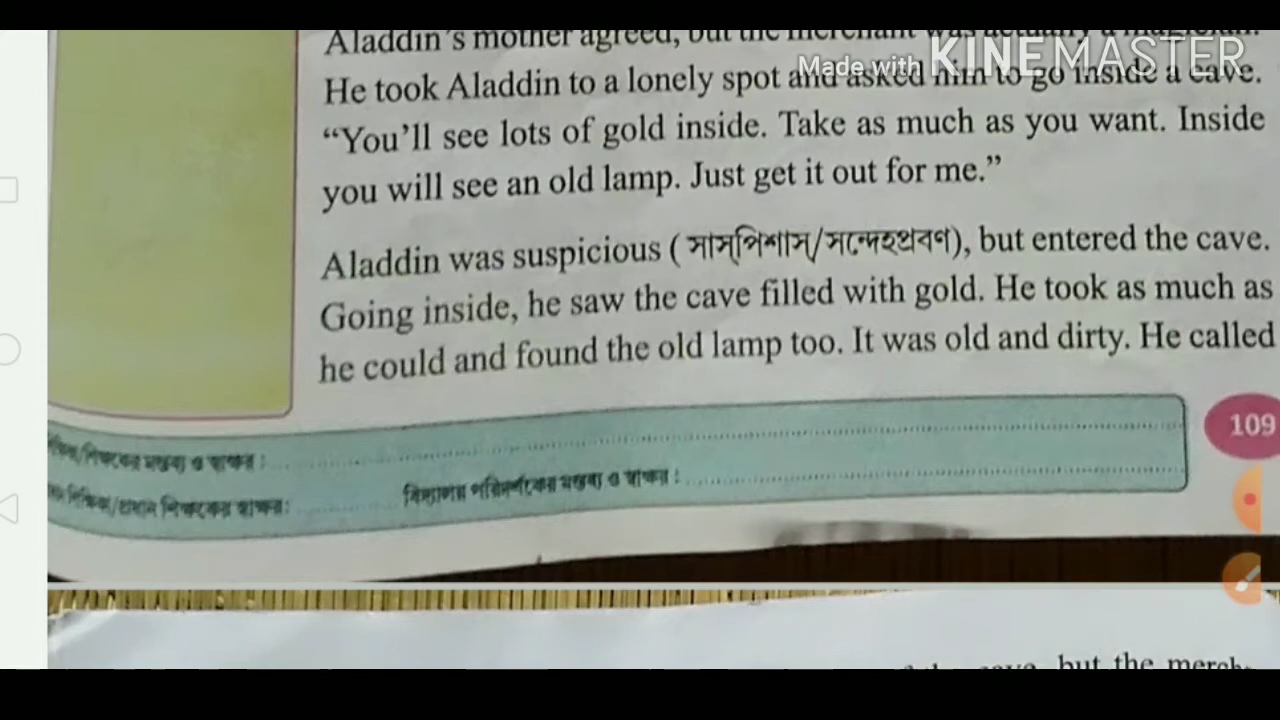 Aladdin's mother agreed, but the merchant was actually a magician.
Made with KINEMASTER
He took Aladdin to a lonely spot and asked him to go inside a cave.
“You'll see lots of gold inside. Take as much as you want. Inside
you will see an old lamp. Just get it out for me.”
Aladdin was suspicious ( সাস্‌পিশাস্‌/সন্দেহপ্রবণ), but entered the cave.
Going inside, he saw the cave filled with gold. He took as much as
he could and found the old lamp too. It was old and dirty. He called
মন্তব্য ও স্বাক্ষর :
109
শিক্ষকের স্বাক্ষর:
বিদ্যালয় পরিদর্শকের মন্তব্য ও স্বাক্ষর :
but the merch